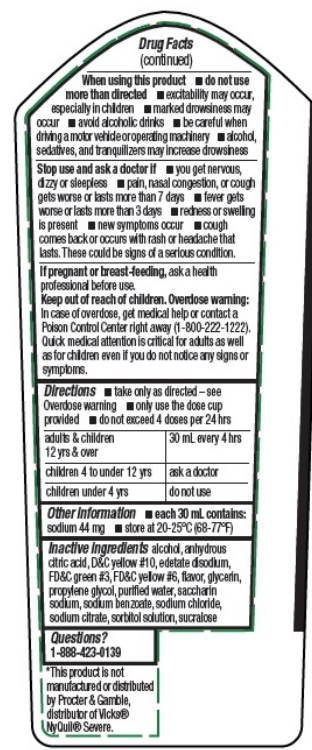 Drug Facts
(continued)
When using this product ■ do not use
more than directed ■ excitability may occur,
especially in children ■ marked drowsiness may
occur ■ avoid alcoholic drinks ■ be careful when
driving a motor vehicle or operating machinery ■ alcohol,
sedatives, and tranquilizers may increase drowsiness
Stop use and ask a doctor if ■ you get nervous,
dizzy or sleepless ■ pain, nasal congestion, or cough
gets worse or lasts more than 7 days ■ fever gets
worse or lasts more than 3 days ■ redness or swelling
is present ■ new symptoms occur ■ cough
comes back or occurs with rash or headache that
lasts. These could be signs of a serious condition.
If pregnant or breast-feeding, ask a health
professional before use.
Keep out of reach of children. Overdose warning:
In case of overdose, get medical help or contact a
Poison Control Center right away (1-800-222-1222).
Quick medical attention is critical for adults as well
as for children even if you do not notice any signs or
symptoms.
Directions ■ take only as directed – see
Overdose warning ■ only use the dose cup
provided ■ do not exceed 4 doses per 24 hrs
adults & children 30 mL every 4 hrs
12 yrs & over
children 4 to under 12 yrs ask a doctor
children under 4 yrs do not use
Other information ■ each 30 mL contains:
sodium 44 mg ■ store at 20-25°C (68-77°F)
Inactive ingredients alcohol, anhydrous
citric acid, D&C yellow #10, edetate disodium,
FD&C green #3, FD&C yellow #6, flavor, glycerin,
propylene glycol, purified water, saccharin
sodium, sodium benzoate, sodium chloride,
sodium citrate, sorbitol solution, sucralose
Questions?
1-888-423-0139
*This product is not
manufactured or distributed
by Procter & Gamble,
distributor of Vicks®
NyQuil® Severe.